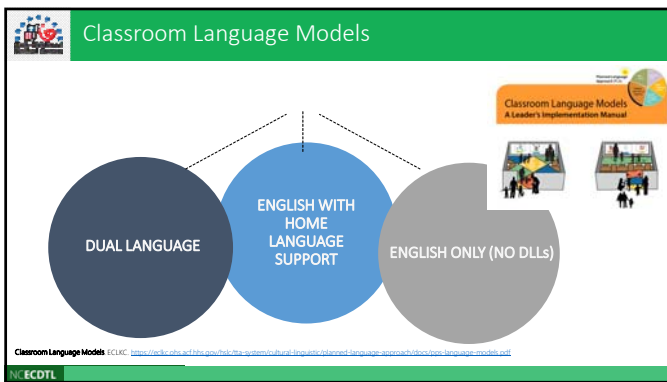 Classroom Language Models
Planned Language
Classroom Language Models
A Leader's Implementation Manual
DUAL LANGUAGE
ENGLISH WITH
HOME
LANGUAGE
SUPPORT
ENGLISH ONLY (NO DLLs)
Classroom Language Models. ECLKC. https://eclkc.ohs.acf.hhs.gov/hslc/tta-system/cultural-linguistic/planned-language-approach/docs/pps-language-models.pdf
NCECDTL